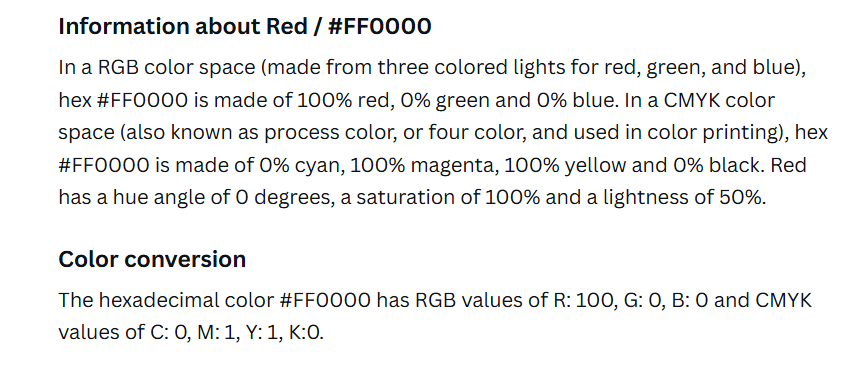 Information about Red / #FF0000
In a RGB color space (made from three colored lights for red, green, and blue),
hex #FF0000 is made of 100% red, 0% green and 0% blue. In a CMYK color
space (also known as process color, or four color, and used in color printing), hex
#FF0000 is made of 0% cyan, 100% magenta, 100% yellow and 0% black. Red
has a hue angle of 0 degrees, a saturation of 100% and a lightness of 50%.
Color conversion
The hexadecimal color #FF0000 has RGB values of R: 100, G: 0, B: 0 and CMYK
values of C: 0, M: 1, Y: 1, K:0.